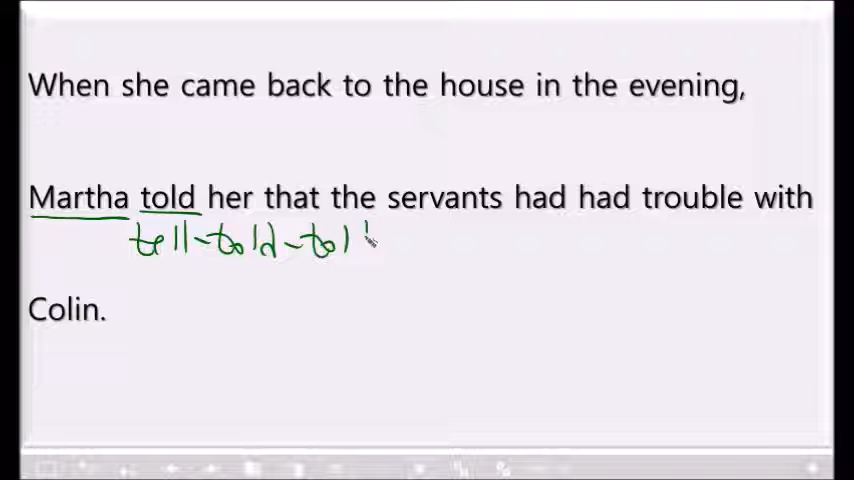 When she came back to the house in the evening,
Martha told her that the servants had had trouble with
tell-told-tol
Colin.